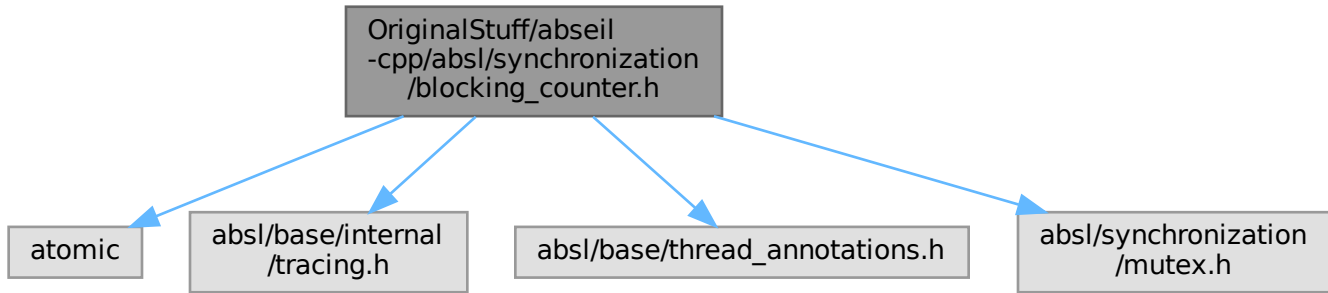 OriginalStuff/abseil
-cpp/absl/synchronization
/blocking_counter.h
atomic
absl/base/internal
/tracing.h
absl/base/thread_annotations.h
absl/synchronization
/mutex.h